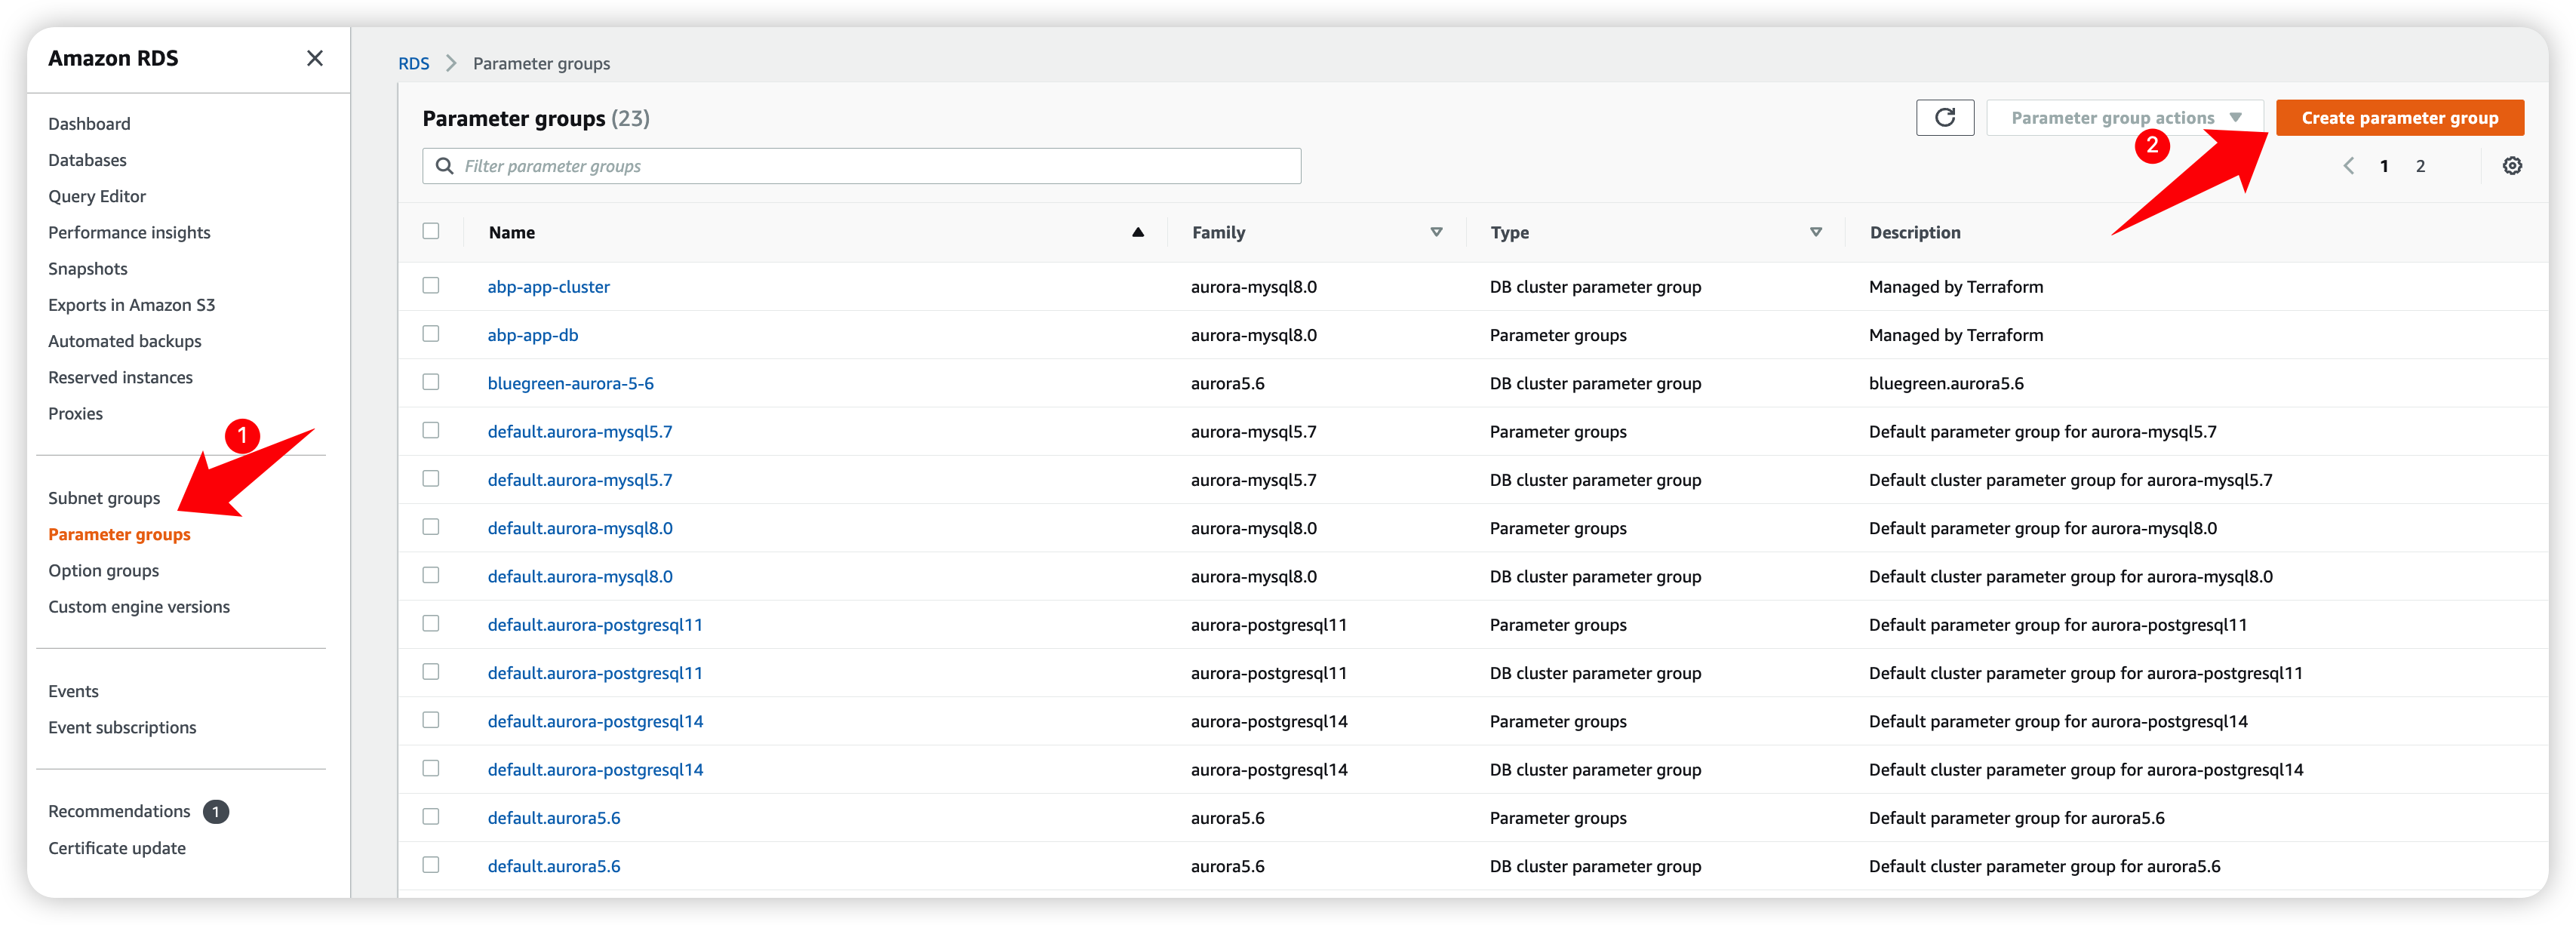 Amazon RDS
Dashboard
Databases
Query Editor
Performance insights
Snapshots
Exports in Amazon S3
Automated backups
Reserved instances
Proxies
1
Subnet groups
Parameter groups
Option groups
Custom engine versions
Events
Event subscriptions
Recommendations 1
Certificate update
RDS > Parameter groups
Parameter groups (23)
Parameter group actions
Create parameter group
2
Filter parameter groups
1 2
Name Family Type Description
abp-app-cluster aurora-mysql8.0 DB cluster parameter group Managed by Terraform
abp-app-db aurora-mysql8.0 Parameter groups Managed by Terraform
bluegreen-aurora-5-6 aurora5.6 DB cluster parameter group bluegreen.aurora5.6
default.aurora-mysql5.7 aurora-mysql5.7 Parameter groups Default parameter group for aurora-mysql5.7
default.aurora-mysql5.7 aurora-mysql5.7 DB cluster parameter group Default cluster parameter group for aurora-mysql5.7
default.aurora-mysql8.0 aurora-mysql8.0 Parameter groups Default parameter group for aurora-mysql8.0
default.aurora-mysql8.0 aurora-mysql8.0 DB cluster parameter group Default cluster parameter group for aurora-mysql8.0
default.aurora-postgresql11 aurora-postgresql11 Parameter groups Default parameter group for aurora-postgresql11
default.aurora-postgresql11 aurora-postgresql11 DB cluster parameter group Default cluster parameter group for aurora-postgresql11
default.aurora-postgresql14 aurora-postgresql14 Parameter groups Default parameter group for aurora-postgresql14
default.aurora-postgresql14 aurora-postgresql14 DB cluster parameter group Default cluster parameter group for aurora-postgresql14
default.aurora5.6 aurora5.6 Parameter groups Default parameter group for aurora5.6
default.aurora5.6 aurora5.6 DB cluster parameter group Default cluster parameter group for aurora5.6